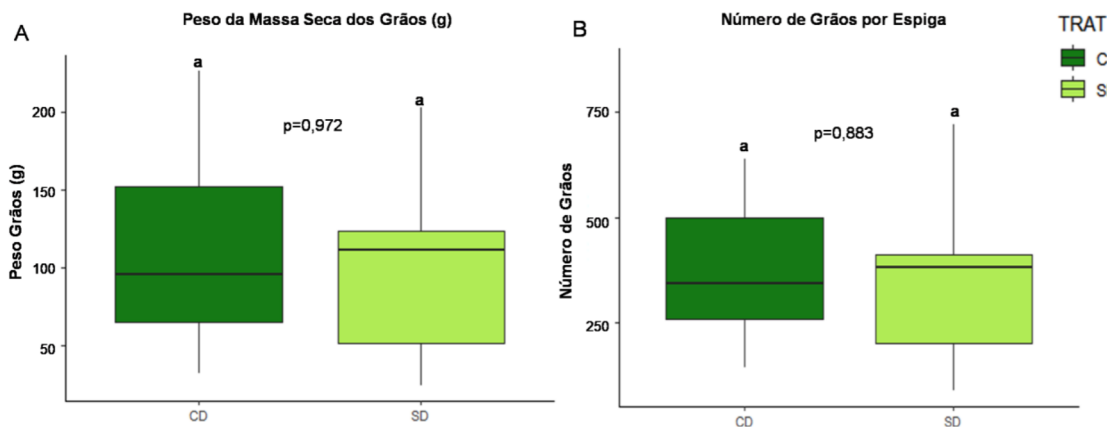 A
Peso da Massa Seca dos Grãos (g)
a
a
p=0,972
200
150
100
50
Peso Grãos (g)
CD
SD
B
Número de Grãos por Espiga
a
a
p=0,883
750
500
250
Número de Grãos
CD
SD
TRAT
C
S